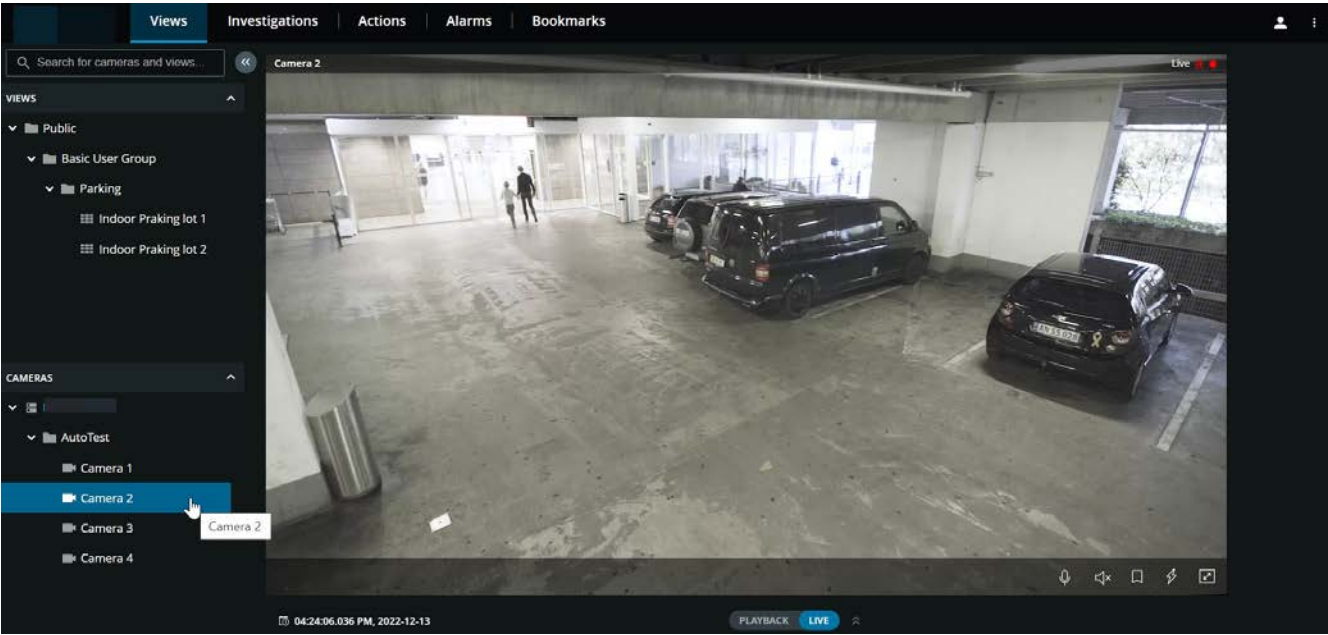 Views Investigations Actions Alarms Bookmarks
Search for cameras and views...
Camera 2
Live
VIEWS
Public
Basic User Group
Parking
Indoor Praking lot 1
Indoor Praking lot 2
CAMERAS
AutoTest
Camera 1
Camera 2
Camera 3
Camera 2
Camera 4
04:24:06.036 PM, 2022-12-13
PLAYBACK LIVE